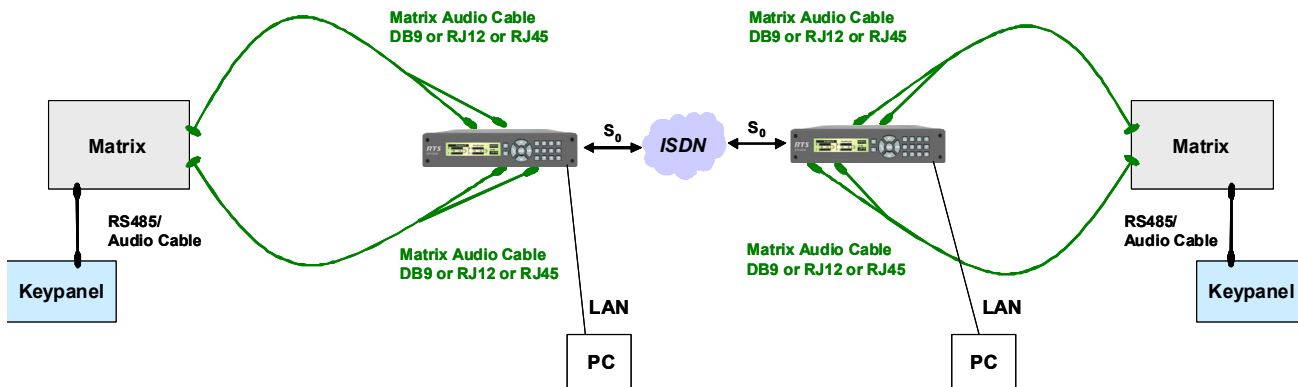 Matrix Audio Cable
DB9 or RJ12 or RJ45
Matrix Audio Cable
DB9 or RJ12 or RJ45
Matrix
S0
ISDN
S0
Matrix
RTS
RTS
RS485/
Audio Cable
RS485/
Audio Cable
Matrix Audio Cable
DB9 or RJ12 or RJ45
Matrix Audio Cable
DB9 or RJ12 or RJ45
Keypanel
Keypanel
LAN
LAN
PC
PC